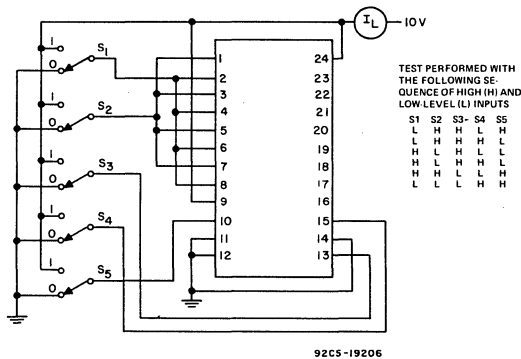 I_L 10 V
1
0 S1
1
0 S2
1
0 S3
1
0 S4
1
0 S5
1 24
2 23
3 22
4 21
5 20
6 19
7 18
8 17
9 16
10 15
11 14
12 13
TEST PERFORMED WITH
THE FOLLOWING SE-
QUENCE OF HIGH (H) AND
LOW-LEVEL (L) INPUTS
S1 S2 S3- S4 S5
L H H L H
L L H H H
H L H L L
L H L L L
H H L L H
L L L H H
92CS-19206